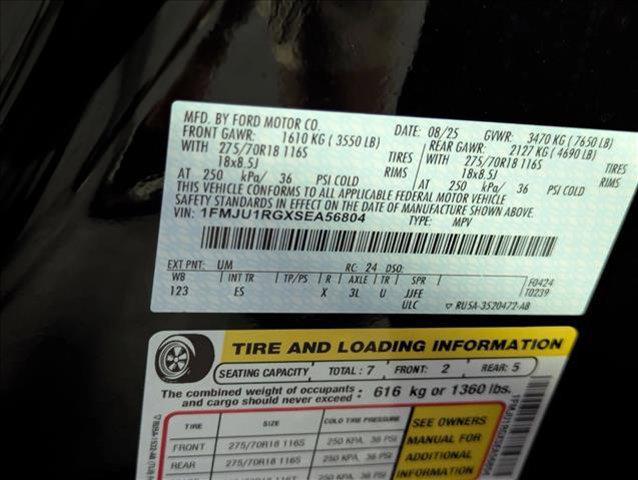 MFD. BY FORD MOTOR CO. DATE: 08/25 GVWR: 3470 KG (7650 LB)
FRONT GAWR: 1610 KG (3550 LB) REAR GAWR: 2127 KG (4690 LB)
WITH 275/70R18 116S TIRES WITH 275/70R18 116S TIRES
18x8.5J RIMS 18x8.5J RIMS
AT 250 kPa/ 36 PSI COLD AT 250 kPa/ 36 PSI COLD
THIS VEHICLE CONFORMS TO ALL APPLICABLE FEDERAL MOTOR VEHICLE
SAFETY STANDARDS IN EFFECT ON THE DATE OF MANUFACTURE SHOWN ABOVE.
VIN: 1FMJU1RGXSEA56804 TYPE: MPV
EXT PNT: UM RC: 24 DSO:
WB INT TR TP/PS R AXLE TR SPR F0424
123 ES X 3L U JJFE T0239
ULC ▽ RU5A-3520472-AB
TIRE AND LOADING INFORMATION
SEATING CAPACITY TOTAL : 7 FRONT: 2 REAR: 5
The combined weight of occupants
and cargo should never exceed : 616 kg or 1360 lbs.
TIRE SIZE COLD TIRE PRESSURE
FRONT 275/70R18 116S 250 KPA, 36 PSI
REAR 275/70R18 116S 250 KPA, 36 PSI
SEE OWNERS
MANUAL FOR
ADDITIONAL
INFORMATION